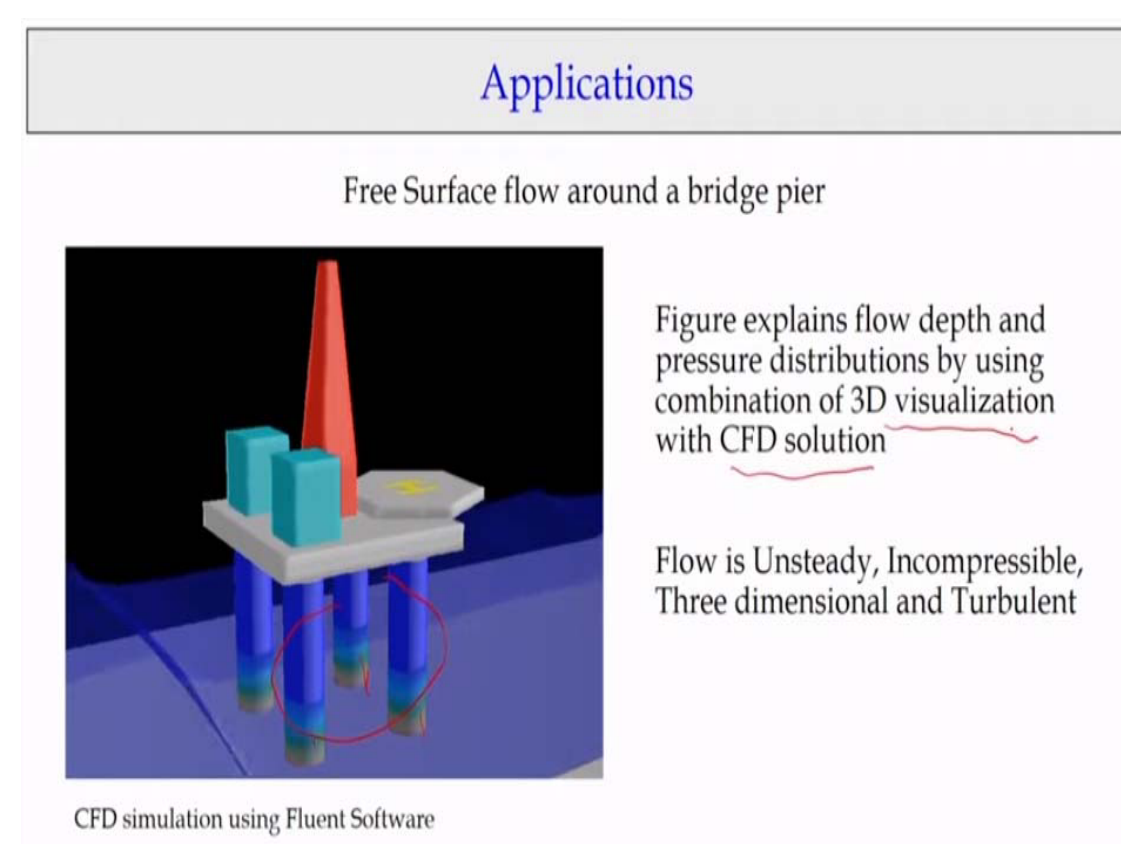 Applications
Free Surface flow around a bridge pier
Figure explains flow depth and
pressure distributions by using
combination of 3D visualization
with CFD solution
H
Flow is Unsteady, Incompressible,
Three dimensional and Turbulent
CFD simulation using Fluent Software